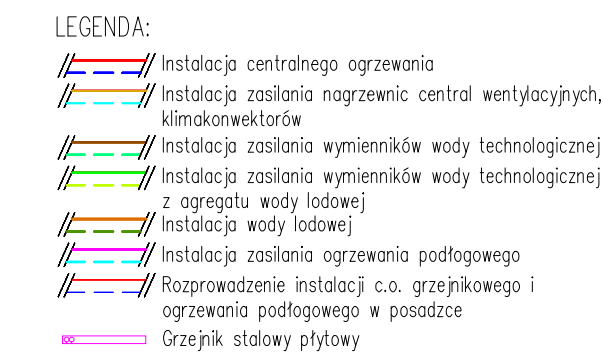 LEGENDA:
Instalacja centralnego ogrzewania
Instalacja zasilania nagrzewnic central wentylacyjnych,
klimakonwektorów
Instalacja zasilania wymienników wody technologicznej
Instalacja zasilania wymienników wody technologicznej
z agregatu wody lodowej
Instalacja wody lodowej
Instalacja zasilania ogrzewania podłogowego
Rozprowadzenie instalacji c.o. grzejnikowego i
ogrzewania podłogowego w posadzce
Grzejnik stalowy płytowy